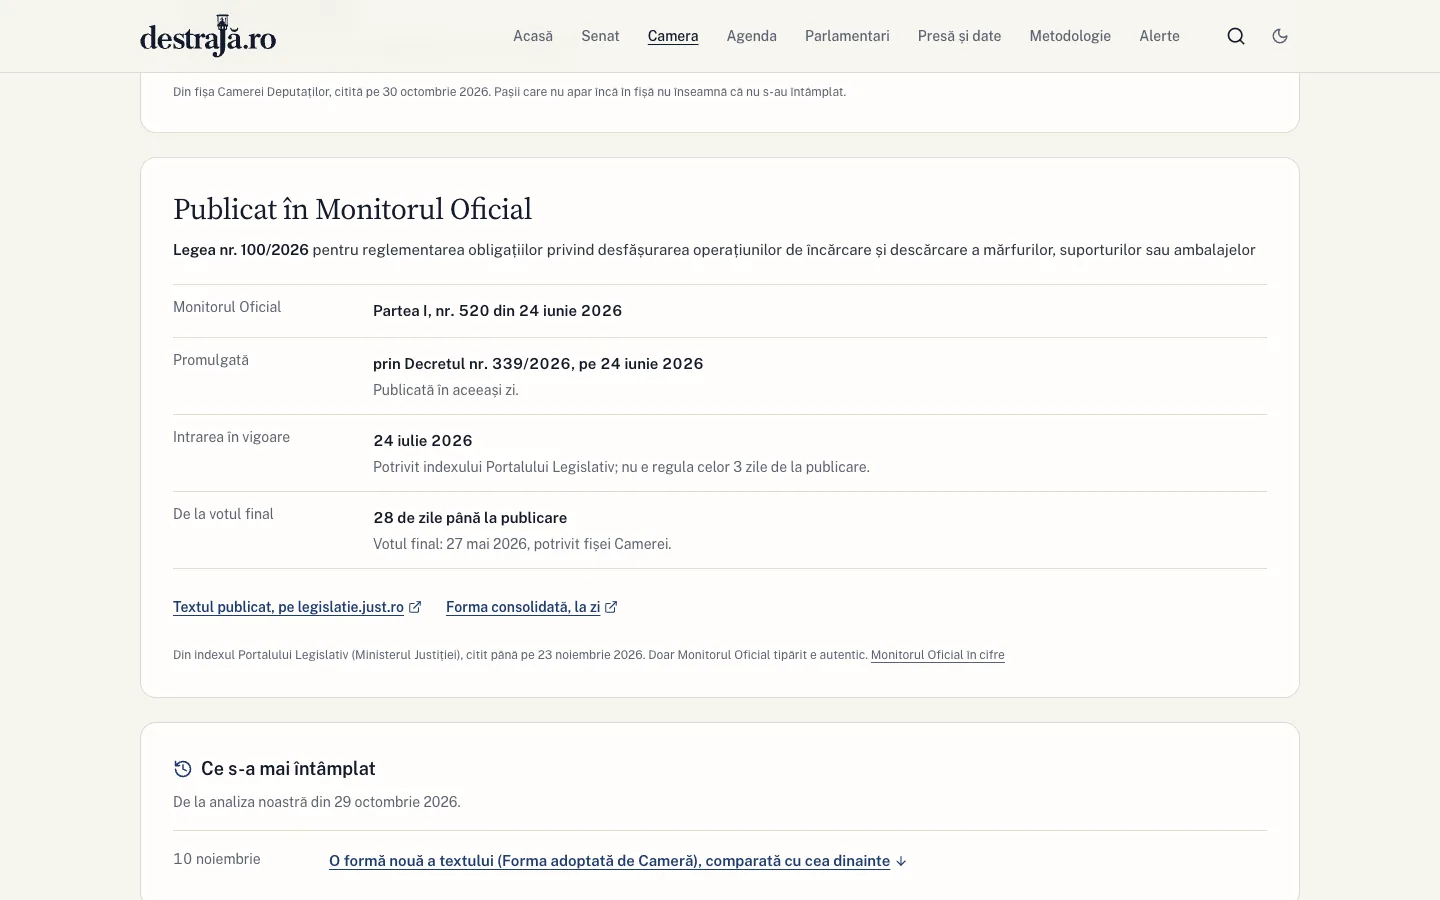 destrajă.ro
Acasă Senat Camera Agenda Parlamentari Presă și date Metodologie Alerte
Din fișa Camerei Deputaților, citită pe 30 octombrie 2026. Pașii care nu apar încă în fișă nu înseamnă că nu s-au întâmplat.
Publicat în Monitorul Oficial
Legea nr. 100/2026 pentru reglementarea obligațiilor privind desfășurarea operațiunilor de încărcare și descărcare a mărfurilor, suporturilor sau ambalajelor
Monitorul Oficial
Partea I, nr. 520 din 24 iunie 2026
Promulgată
prin Decretul nr. 339/2026, pe 24 iunie 2026
Publicată în aceeași zi.
Intrarea în vigoare
24 iulie 2026
Potrivit indexului Portalului Legislativ; nu e regula celor 3 zile de la publicare.
De la votul final
28 de zile până la publicare
Votul final: 27 mai 2026, potrivit fișei Camerei.
Textul publicat, pe legislatie.just.ro Forma consolidată, la zi
Din indexul Portalului Legislativ (Ministerul Justiției), citit până pe 23 noiembrie 2026. Doar Monitorul Oficial tipărit e autentic. Monitorul Oficial în cifre
Ce s-a mai întâmplat
De la analiza noastră din 29 octombrie 2026.
10 noiembrie
O formă nouă a textului (Forma adoptată de Cameră), comparată cu cea dinainte ↓